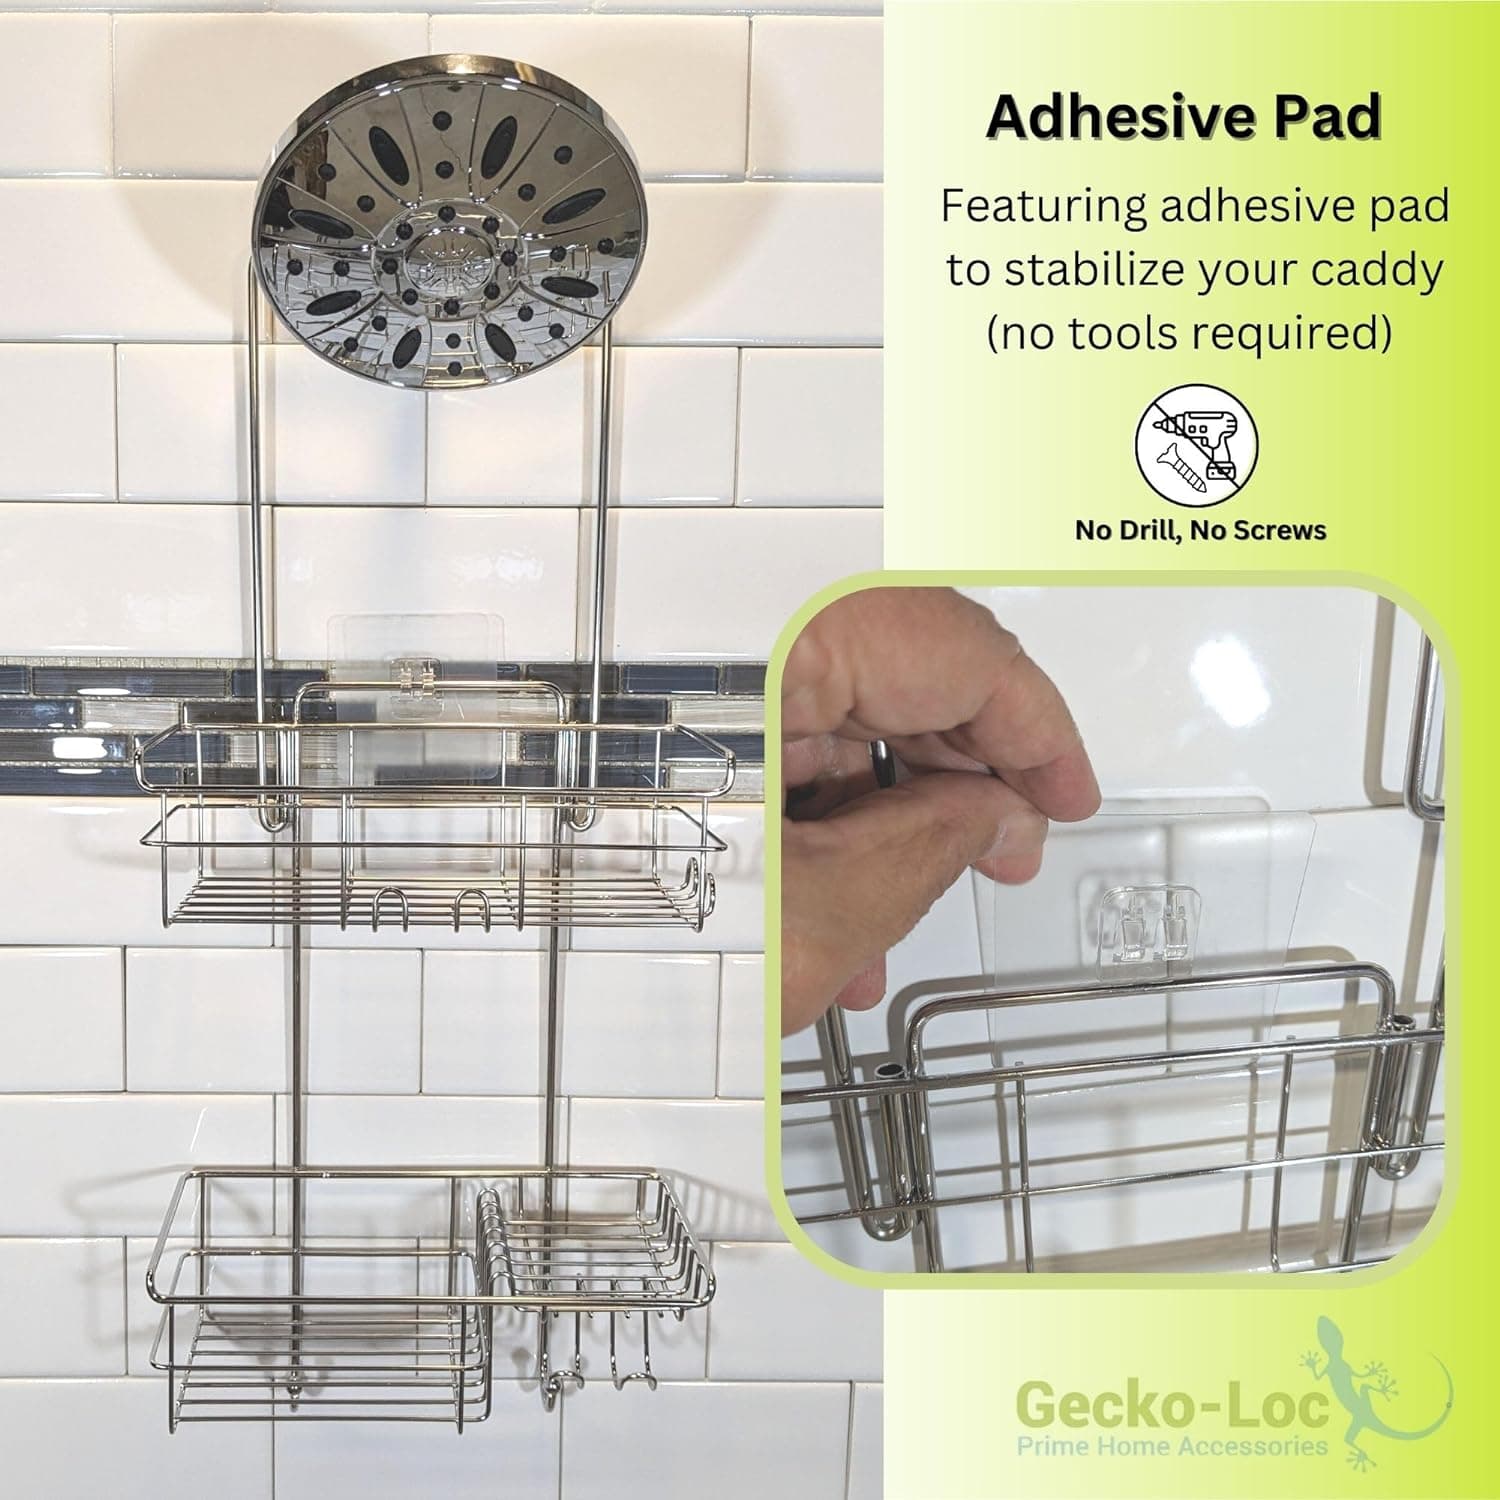 Adhesive Pad
Featuring adhesive pad
to stabilize your caddy
(no tools required)
No Drill, No Screws
Gecko-Loc
Prime Home Accessories